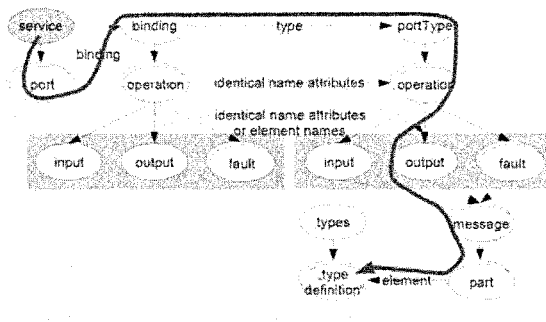 service
binding
type
portType
binding
port
operation
identical name attributes
operation
identical name attributes
or element names
input
output
fault
input
output
fault
types
message
"type
definition"
element
part